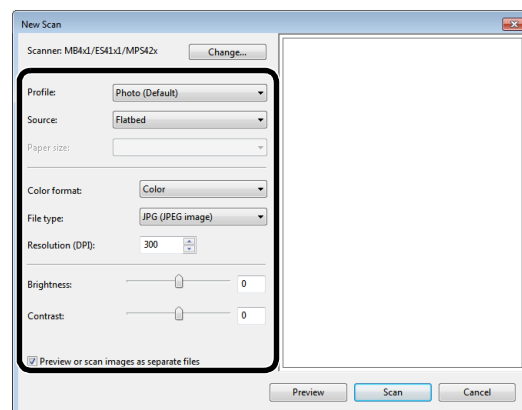 New Scan
Scanner: MB4x1/ES41x1/MPS42x Change...
Profile: Photo (Default)
Source: Flatbed
Paper size:
Color format: Color
File type: JPG (JPEG image)
Resolution (DPI): 300
Brightness: 0
Contrast: 0
Preview or scan images as separate files
Preview Scan Cancel